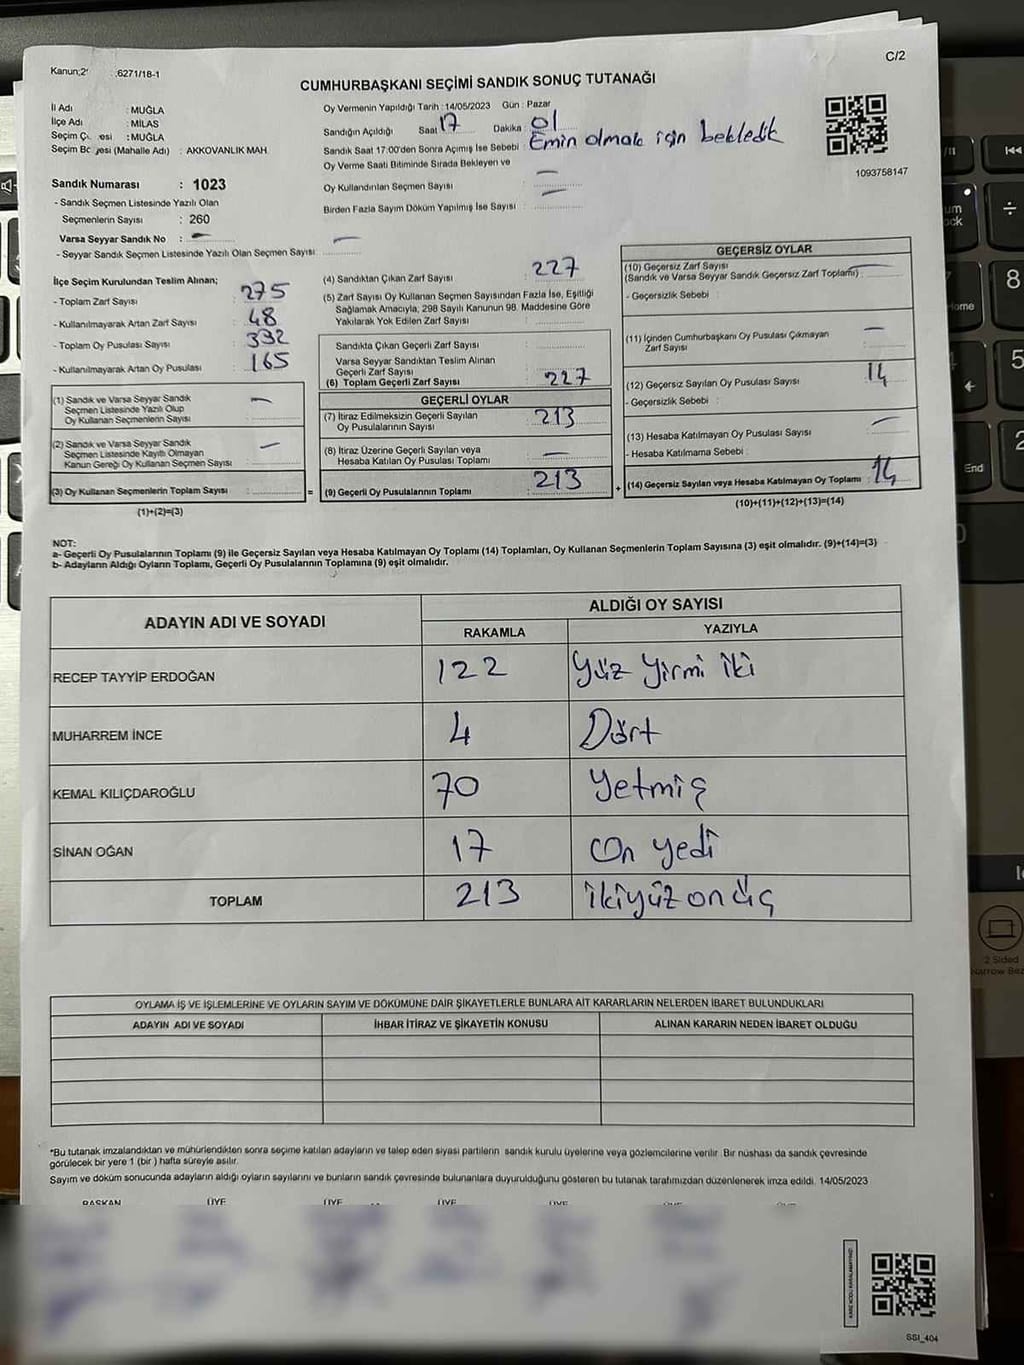 C/2
Kanun;2 .6271/18-1
CUMHURBAŞKANI SEÇİMİ SANDIK SONUÇ TUTANAĞI
İl Adı : MUĞLA
İlçe Adı : MİLAS
Seçim Ç esi : MUĞLA
Seçim Bö jesi (Mahalle Adı) : AKKOVANLIK MAH.
Sandık Numarası : 1023
- Sandık Seçmen Listesinde Yazılı Olan
Seçmenlerin Sayısı : 260
Varsa Seyyar Sandık No : —
- Seyyar Sandık Seçmen Listesinde Yazılı Olan Seçmen Sayısı: —
Oy Vermenin Yapıldığı Tarih : 14/05/2023 Gün : Pazar
Sandığın Açıldığı Saat 17 Dakika : 01
Sandık Saat 17:00'den Sonra Açımış İse Sebebi : Emin olmak için bekledik
Oy Verme Saati Bitiminde Sırada Bekleyen ve
Oy Kullandırılan Seçmen Sayısı : —
Birden Fazla Sayım Döküm Yapılmış İse Sayısı : —
1093758147
İlçe Seçim Kurulundan Teslim Alınan;
- Toplam Zarf Sayısı : 275
- Kullanılmayarak Artan Zarf Sayısı : 48
- Toplam Oy Pusulası Sayısı : 332
- Kullanılmayarak Artan Oy Pusulası : 165
(1) Sandık ve Varsa Seyyar Sandık
Seçmen Listesinde Yazılı Olup
Oy Kullanan Seçmenlerin Sayısı : —
(2) Sandık ve Varsa Seyyar Sandık
Seçmen Listesinde Kayıtlı Olmayan
Kanun Gereği Oy Kullanan Seçmen Sayısı : —
(3) Oy Kullanan Seçmenlerin Toplam Sayısı :
(1)+(2)=(3)
(4) Sandıktan Çıkan Zarf Sayısı : 227
(5) Zarf Sayısı Oy Kullanan Seçmen Sayısından Fazla İse, Eşitliği
Sağlamak Amacıyla, 298 Sayılı Kanunun 98. Maddesine Göre
Yakılarak Yok Edilen Zarf Sayısı :
Sandıkta Çıkan Geçerli Zarf Sayısı :
Varsa Seyyar Sandıktan Teslim Alınan
Geçerli Zarf Sayısı :
(6) Toplam Geçerli Zarf Sayısı : 227
GEÇERLİ OYLAR
(7) İtiraz Edilmeksizin Geçerli Sayılan
Oy Pusulalarının Sayısı : 213
(8) İtiraz Üzerine Geçerli Sayılan veya
Hesaba Katılan Oy Pusulası Toplamı : —
= (9) Geçerli Oy Pusulalarının Toplamı : 213
GEÇERSİZ OYLAR
(10) Geçersiz Zarf Sayısı : —
(Sandık ve Varsa Seyyar Sandık Geçersiz Zarf Toplamı)
- Geçersizlik Sebebi :
(11) İçinden Cumhurbaşkanı Oy Pusulası Çıkmayan
Zarf Sayısı : —
(12) Geçersiz Sayılan Oy Pusulası Sayısı : 14
- Geçersizlik Sebebi :
(13) Hesaba Katılmayan Oy Pusulası Sayısı : —
- Hesaba Katılmama Sebebi :
+ (14) Geçersiz Sayılan veya Hesaba Katılmayan Oy Toplamı : 14
(10)+(11)+(12)+(13)=(14)
NOT:
a- Geçerli Oy Pusulalarının Toplamı (9) ile Geçersiz Sayılan veya Hesaba Katılmayan Oy Toplamı (14) Toplamları, Oy Kullanan Seçmenlerin Toplam Sayısına (3) eşit olmalıdır. (9)+(14)=(3)
b- Adayların Aldığı Oyların Toplamı, Geçerli Oy Pusulalarının Toplamına (9) eşit olmalıdır.
ADAYIN ADI VE SOYADI ALDIĞI OY SAYISI
RAKAMLA YAZIYLA
RECEP TAYYİP ERDOĞAN 122 Yüz Yirmi İki
MUHARREM İNCE 4 Dört
KEMAL KILIÇDAROĞLU 70 Yetmiş
SİNAN OĞAN 17 On yedi
TOPLAM 213 İkiyüz on üç
OYLAMA İŞ VE İŞLEMLERİNE VE OYLARIN SAYIM VE DÖKÜMÜNE DAİR ŞİKAYETLERLE BUNLARA AİT KARARLARIN NELERDEN İBARET BULUNDUKLARI
ADAYIN ADI VE SOYADI İHBAR İTİRAZ VE ŞİKAYETİN KONUSU ALINAN KARARIN NEDEN İBARET OLDUĞU
*Bu tutanak imzalandıktan ve mühürlendikten sonra seçime katılan adayların ve talep eden siyasi partilerin sandık kurulu üyelerine veya gözlemcilerine verilir. Bir nüshası da sandık çevresinde
görülecek bir yere 1 (bir ) hafta süreyle asılır.
Sayım ve döküm sonucunda adayların aldığı oyların sayılarını ve bunların sandık çevresinde bulunanlara duyurulduğunu gösteren bu tutanak tarafımızdan düzenlenerek imza edildi. 14/05/2023
BAŞKAN ÜYE ÜYE ÜYE ÜYE ÜYE
SSI_404
Home
End
8
5
2
2 Sided